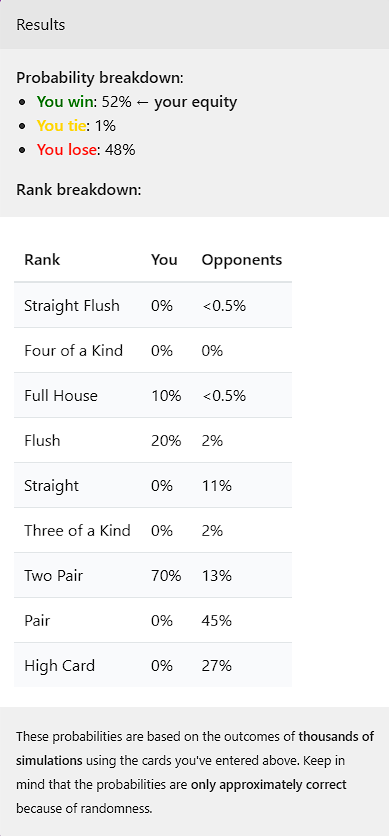 Results
Probability breakdown:
• You win: 52% ← your equity
• You tie: 1%
• You lose: 48%
Rank breakdown:
Rank You Opponents
Straight Flush 0% <0.5%
Four of a Kind 0% 0%
Full House 10% <0.5%
Flush 20% 2%
Straight 0% 11%
Three of a Kind 0% 2%
Two Pair 70% 13%
Pair 0% 45%
High Card 0% 27%
These probabilities are based on the outcomes of thousands of
simulations using the cards you've entered above. Keep in
mind that the probabilities are only approximately correct
because of randomness.